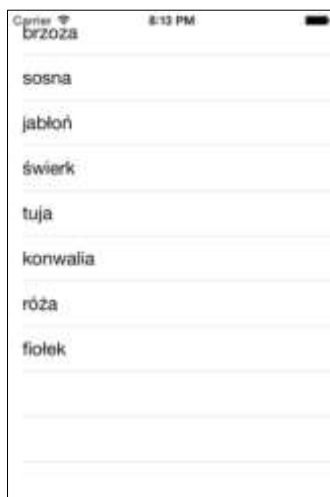 Carrier 8:13 PM
brzoza
sosna
jabłoń
świerk
tuja
konwalia
róża
fiołek